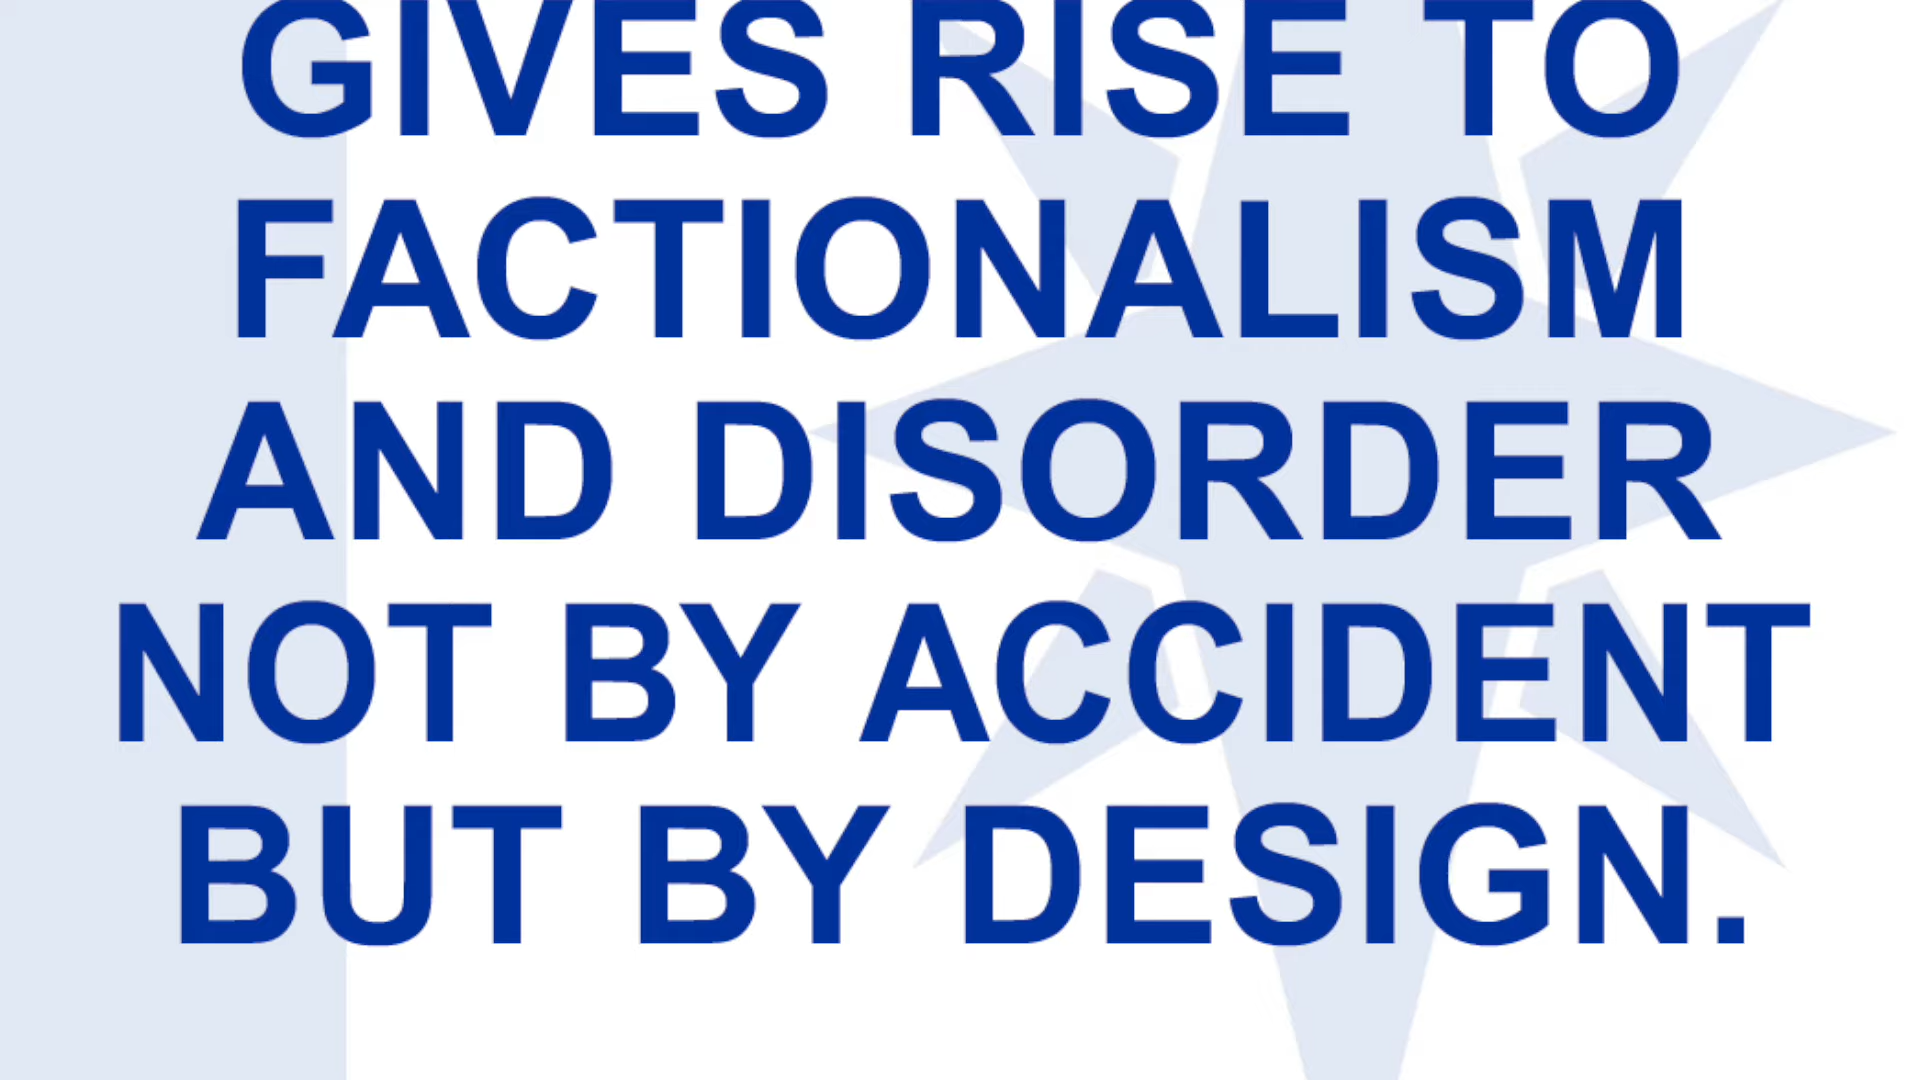 GIVES RISE TO
FACTIONALISM
AND DISORDER
NOT BY ACCIDENT
BUT BY DESIGN.